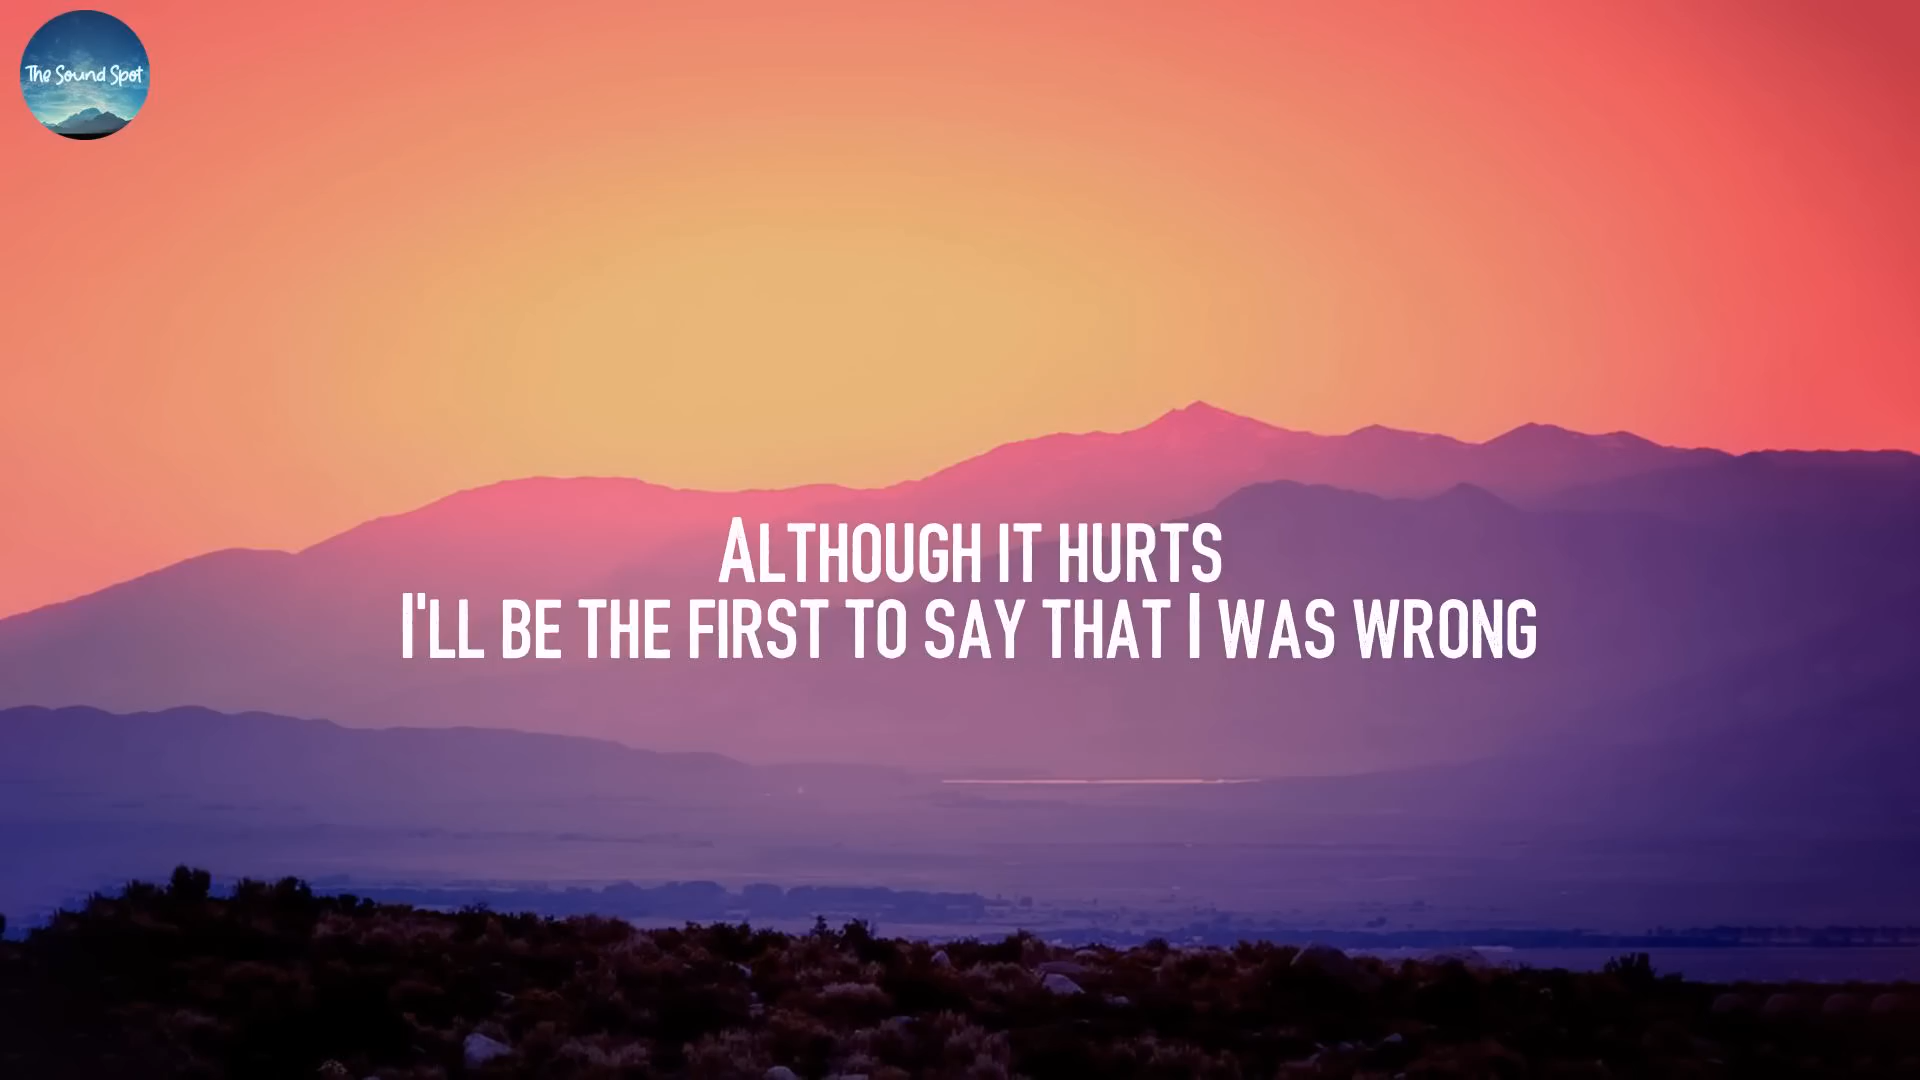 The Sound Spot
ALTHOUGH IT HURTS
I'LL BE THE FIRST TO SAY THAT I WAS WRONG